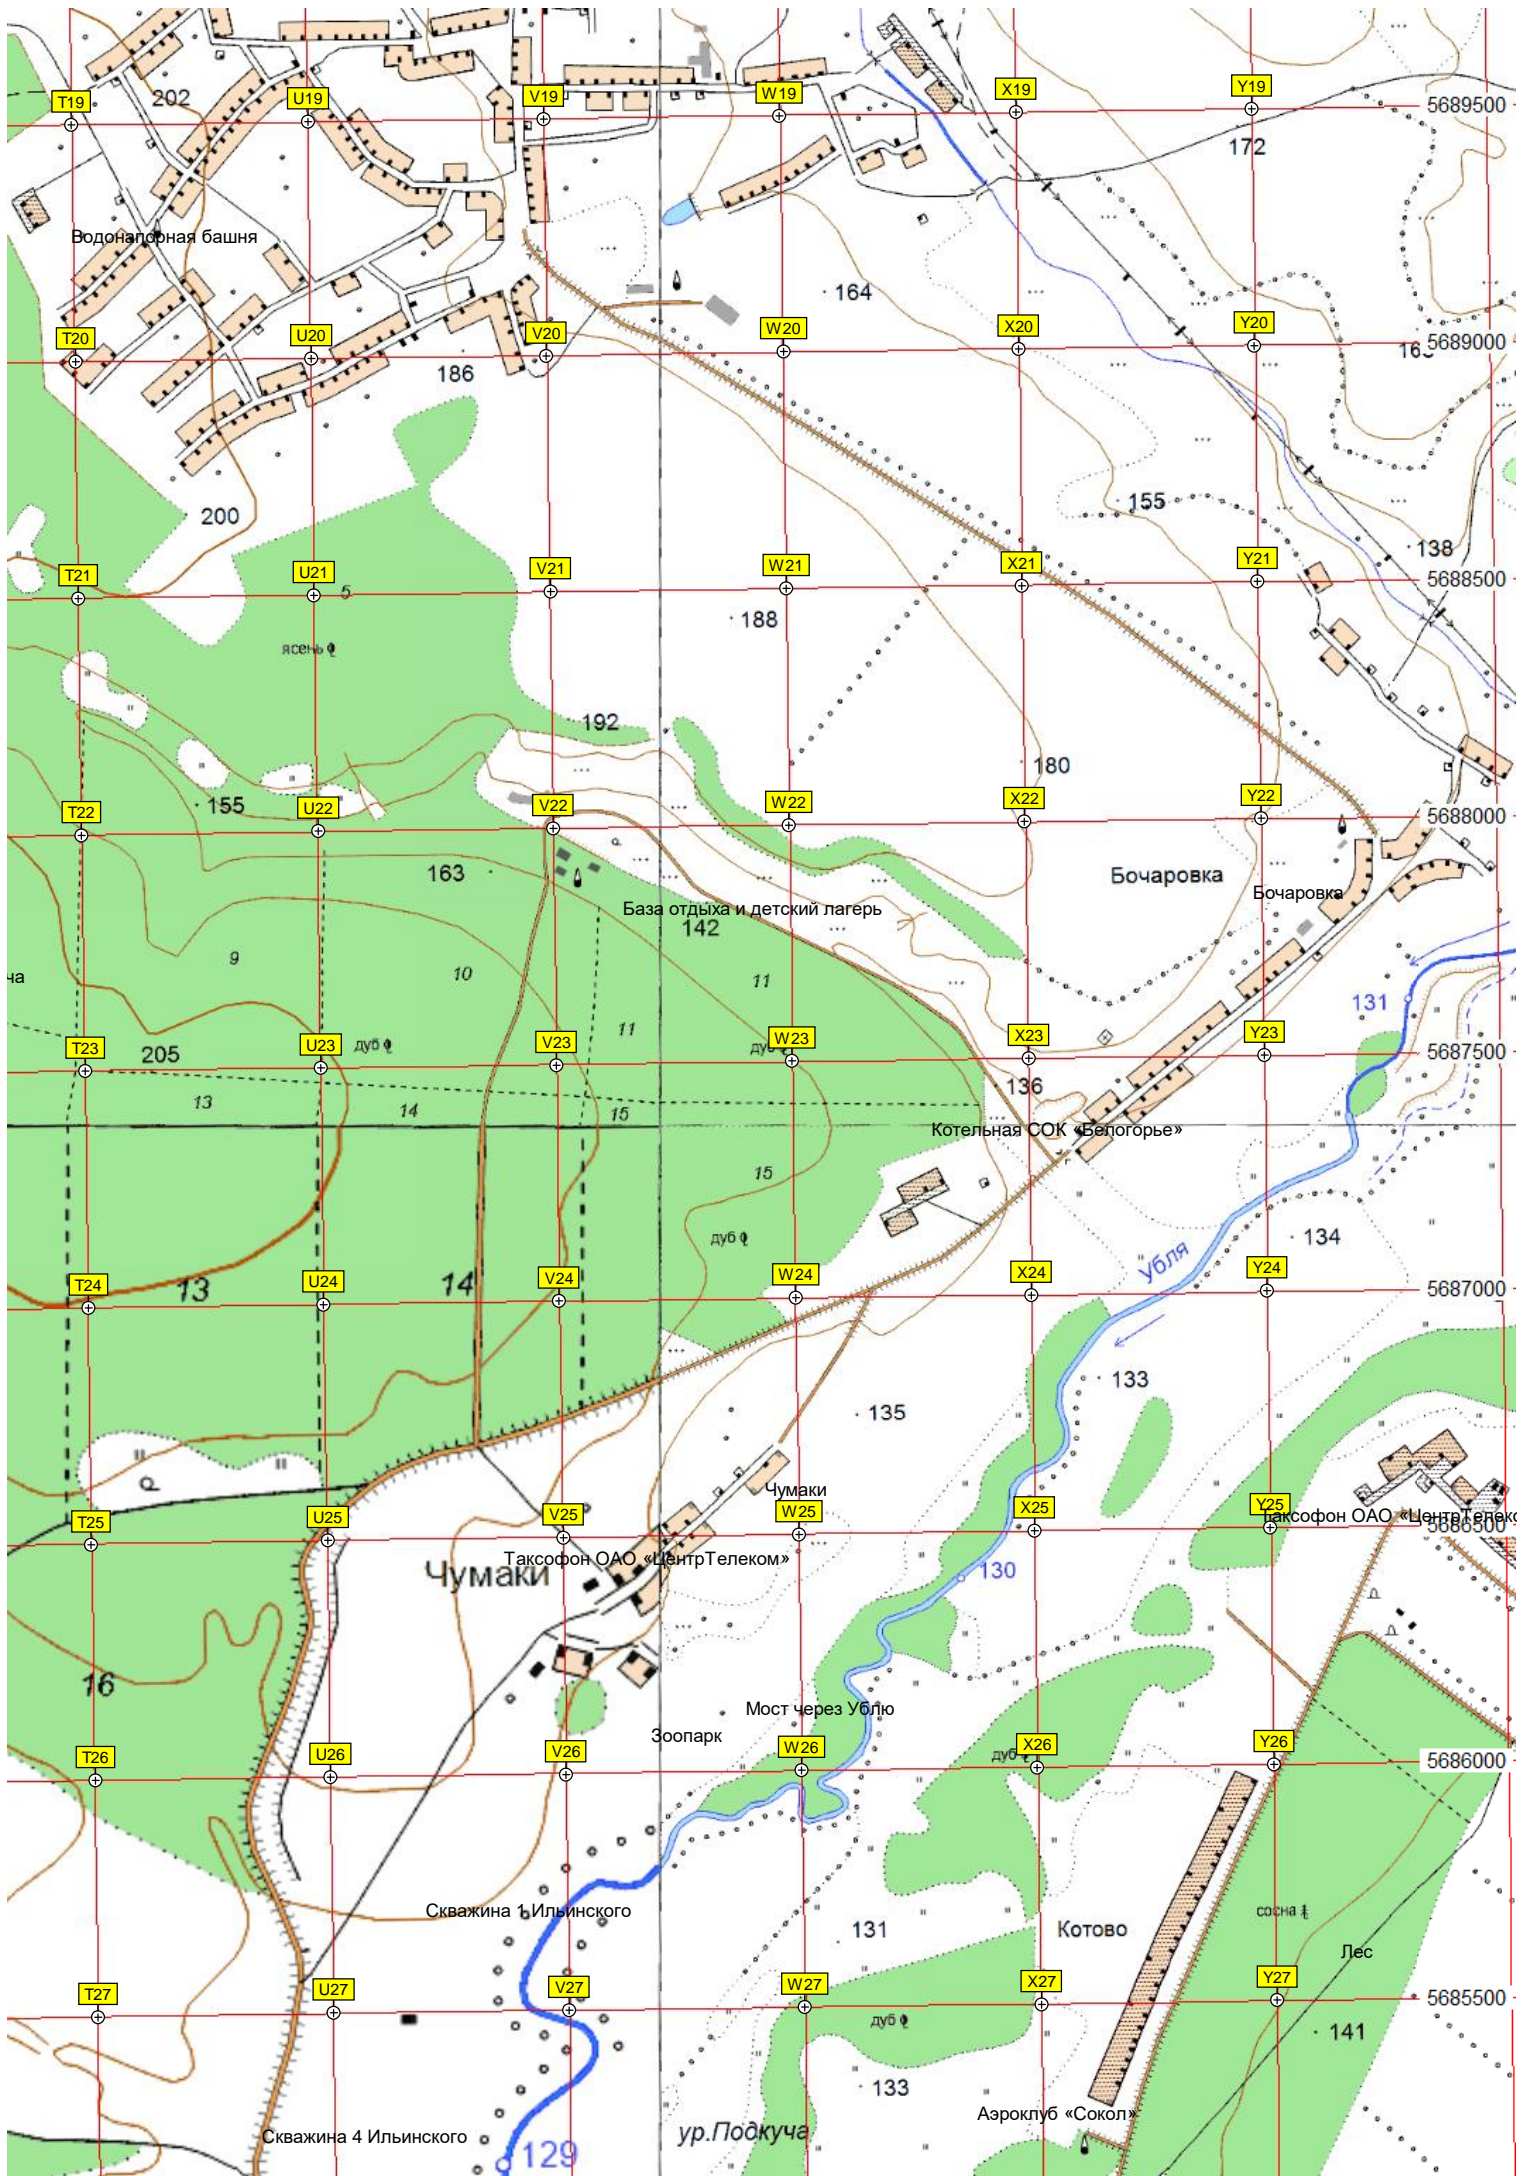 T19
202
U19
V19
W19
X19
Y19
5689500
172
Водонапорная башня
164
T20
U20
V20
W20
X20
Y20
5689000
186
200
155
138
T21
U21
5
V21
W21
X21
Y21
5688500
ясень
188
192
180
155
T22
U22
V22
W22
X22
Y22
5688000
163
Бочаровка
Бочаровка
База отдыха и детский лагерь
142
9
10
11
ча
131
11
T23
205
U23
дуб
V23
дуб
W23
X23
Y23
5687500
136
13
14
15
Котельная СОК «Белогорье»
15
дуб
134
Убля
T24
13
U24
14
V24
W24
X24
Y24
5687000
133
135
Чумаки
T25
U25
V25
W25
X25
Y25
Таксофон ОАО «ЦентрТелеко
5686500
Таксофон ОАО «ЦентрТелеком»
Чумаки
130
16
Мост через Ублю
Зоопарк
T26
U26
V26
W26
дуб
X26
Y26
5686000
Скважина 1 Ильинского
131
Котово
сосна
Лес
T27
U27
V27
W27
X27
Y27
5685500
дуб
141
133
Аэроклуб «Сокол»
Скважина 4 Ильинского
ур.Подкуча
129